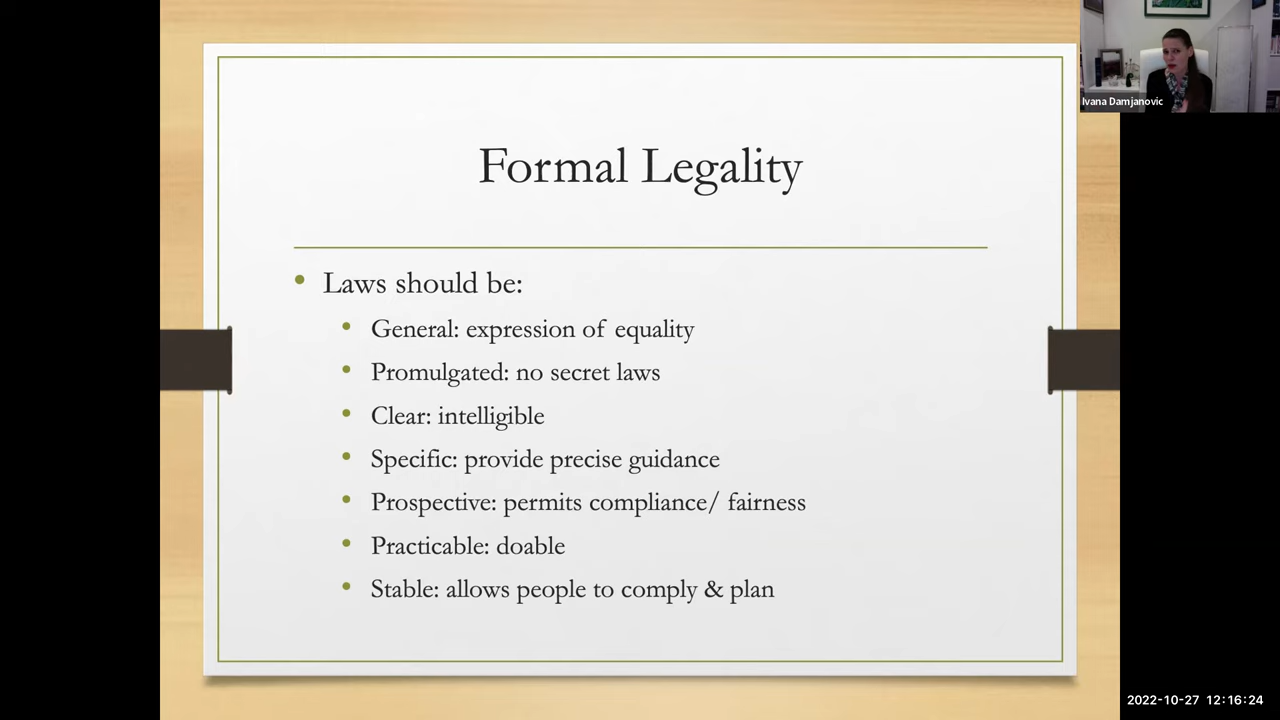 Ivana Damjanovic
Formal Legality
Laws should be:
General: expression of equality
Promulgated: no secret laws
Clear: intelligible
Specific: provide precise guidance
Prospective: permits compliance/ fairness
Practicable: doable
Stable: allows people to comply & plan
2022-10-27 12:16:24